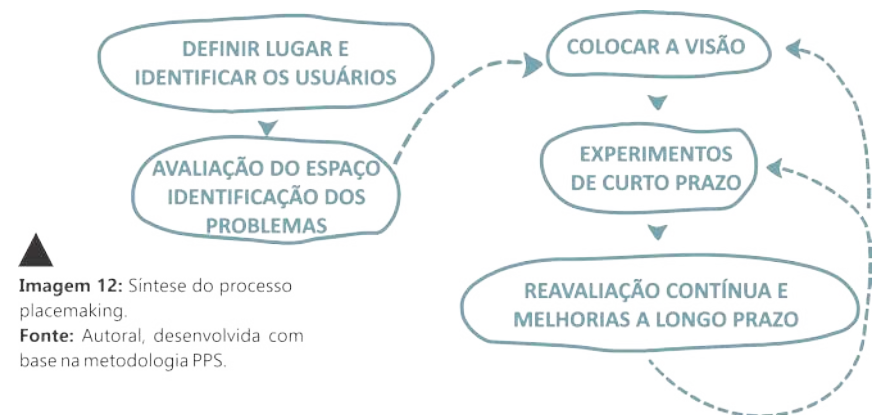 DEFINIR LUGAR E
IDENTIFICAR OS USUÁRIOS
AVALIAÇÃO DO ESPAÇO
IDENTIFICAÇÃO DOS
PROBLEMAS
COLOCAR A VISÃO
EXPERIMENTOS
DE CURTO PRAZO
REAVALIAÇÃO CONTÍNUA E
MELHORIAS A LONGO PRAZO
Imagem 12: Síntese do processo
placemaking.
Fonte: Autoral, desenvolvida com
base na metodologia PPS.